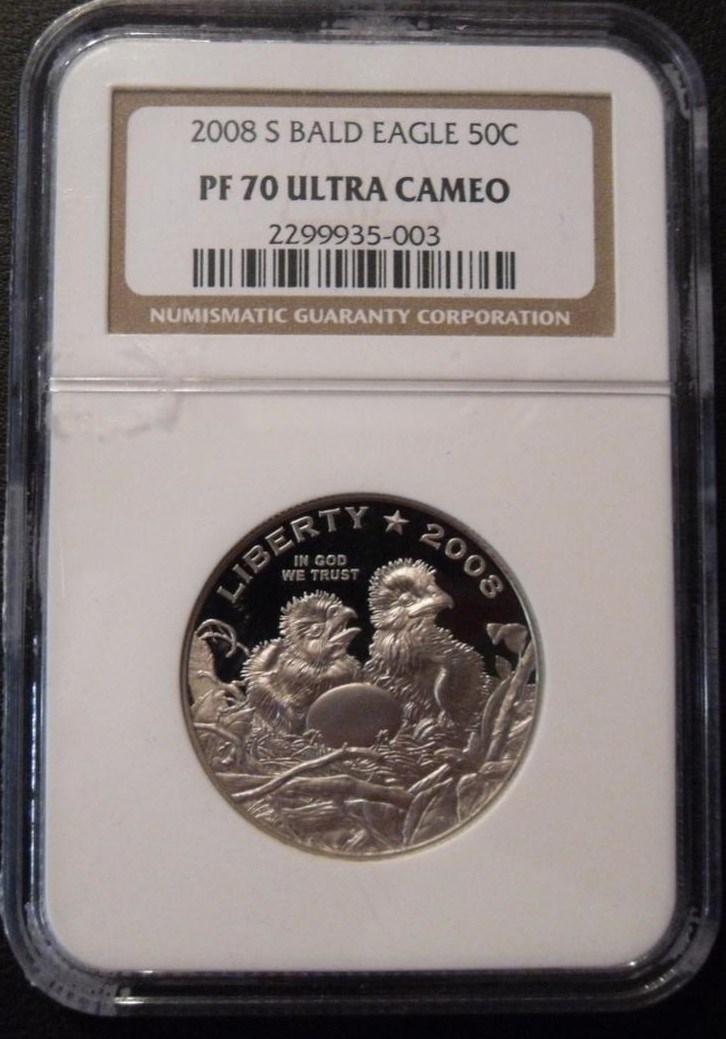 2008 S BALD EAGLE 50C
PF 70 ULTRA CAMEO
2299935-003
NUMISMATIC GUARANTY CORPORATION
LIBERTY ★ 2008
IN GOD
WE TRUST